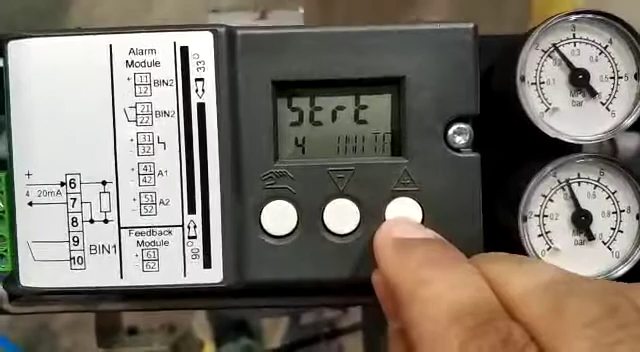 Alarm
Module
+ 11
- 12
BIN2
21
22
BIN2
+ 31
- 32
+ 41
- 42
A1
+ 51
- 52
A2
Feedback
Module
+ 61
- 62
33°
90°
+
4 20mA
6
7
8
9
10
BIN1
Strt
4 INITA
bar
bar